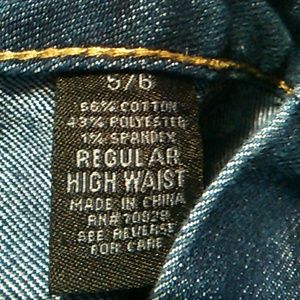 5/6
56% COTTON
43% POLYESTER
1% SPANDEX
REGULAR
HIGH WAIST
MADE IN CHINA
RN# 70929
SEE REVERSE
FOR CARE